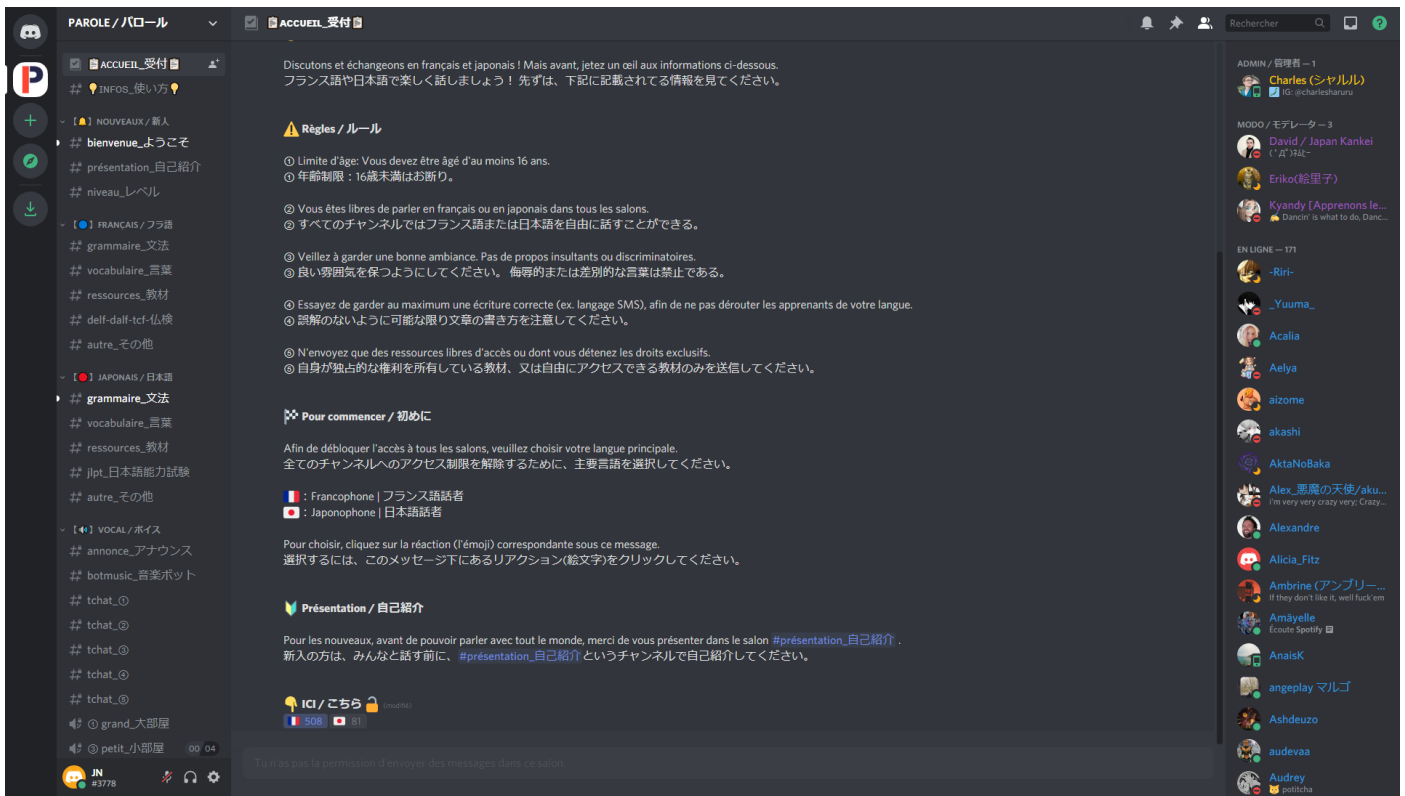 PAROLE / パロール
ACCUEIL_受付
INFOS_使い方
【🔔】NOUVEAUX / 新人
bienvenue_ようこそ
présentation_自己紹介
niveau_レベル
【🔵】FRANÇAIS / フラ語
grammaire_文法
vocabulaire_言葉
ressources_教材
delf-dalf-tcf-仏検
autre_その他
【🔴】JAPONAIS / 日本語
grammaire_文法
vocabulaire_言葉
ressources_教材
jlpt_日本語能力試験
autre_その他
【🔊】VOCAL / ボイス
annonce_アナウンス
botmusic_音楽ボット
tchat_①
tchat_②
tchat_③
tchat_④
tchat_⑤
① grand_大部屋
③ petit_小部屋 00 04
JN
#3778
ACCUEIL_受付
Discutons et échangeons en français et japonais ! Mais avant, jetez un œil aux informations ci-dessous.
フランス語や日本語で楽しく話しましょう！ 先ずは、下記に記載されてる情報を見てください。
Règles / ルール
① Limite d'âge: Vous devez être âgé d'au moins 16 ans.
① 年齢制限：16歳未満はお断り。
② Vous êtes libres de parler en français ou en japonais dans tous les salons.
② すべてのチャンネルではフランス語または日本語を自由に話すことができる。
③ Veillez à garder une bonne ambiance. Pas de propos insultants ou discriminatoires.
③ 良い雰囲気を保つようにしてください。 侮辱的または差別的な言葉は禁止である。
④ Essayez de garder au maximum une écriture correcte (ex. langage SMS), afin de ne pas dérouter les apprenants de votre langue.
④ 誤解のないように可能な限り文章の書き方を注意してください。
⑤ N'envoyez que des ressources libres d'accès ou dont vous détenez les droits exclusifs.
⑤ 自身が独占的な権利を所有している教材、又は自由にアクセスできる教材のみを送信してください。
Pour commencer / 初めに
Afin de débloquer l'accès à tous les salons, veuillez choisir votre langue principale.
全てのチャンネルへのアクセス制限を解除するために、主要言語を選択してください。
🇫🇷 : Francophone | フランス語話者
🇯🇵 : Japonophone | 日本語話者
Pour choisir, cliquez sur la réaction (l'émoji) correspondante sous ce message.
選択するには、このメッセージ下にあるリアクション(絵文字)をクリックしてください。
Présentation / 自己紹介
Pour les nouveaux, avant de pouvoir parler avec tout le monde, merci de vous présenter dans le salon #présentation_自己紹介 .
新入の方は、みんなと話す前に、 #présentation_自己紹介 というチャンネルで自己紹介してください。
ICI / こちら (modifié)
508 81
Tu n'as pas la permission d'envoyer des messages dans ce salon.
Rechercher
ADMIN / 管理者 — 1
Charles (シャルル)
IG: @charlesharuru
MODO / モデレーター — 3
David / Japan Kankei
Eriko(絵里子)
Kyandy [Apprenons le...
Dancin' is what to do, Danc...
EN LIGNE — 171
-Riri-
_Yuuma_
Acalia
Aelya
aizome
akashi
AktaNoBaka
Alex_悪魔の天使/aku...
i'm very very crazy very; Crazy...
Alexandre
Alicia_Fitz
Ambrine (アンブリー...
If they don't like it, well fuck'em
Amäyelle
Écoute Spotify
AnaisK
angeplay マルゴ
Ashdeuzo
audevaa
Audrey
potitcha